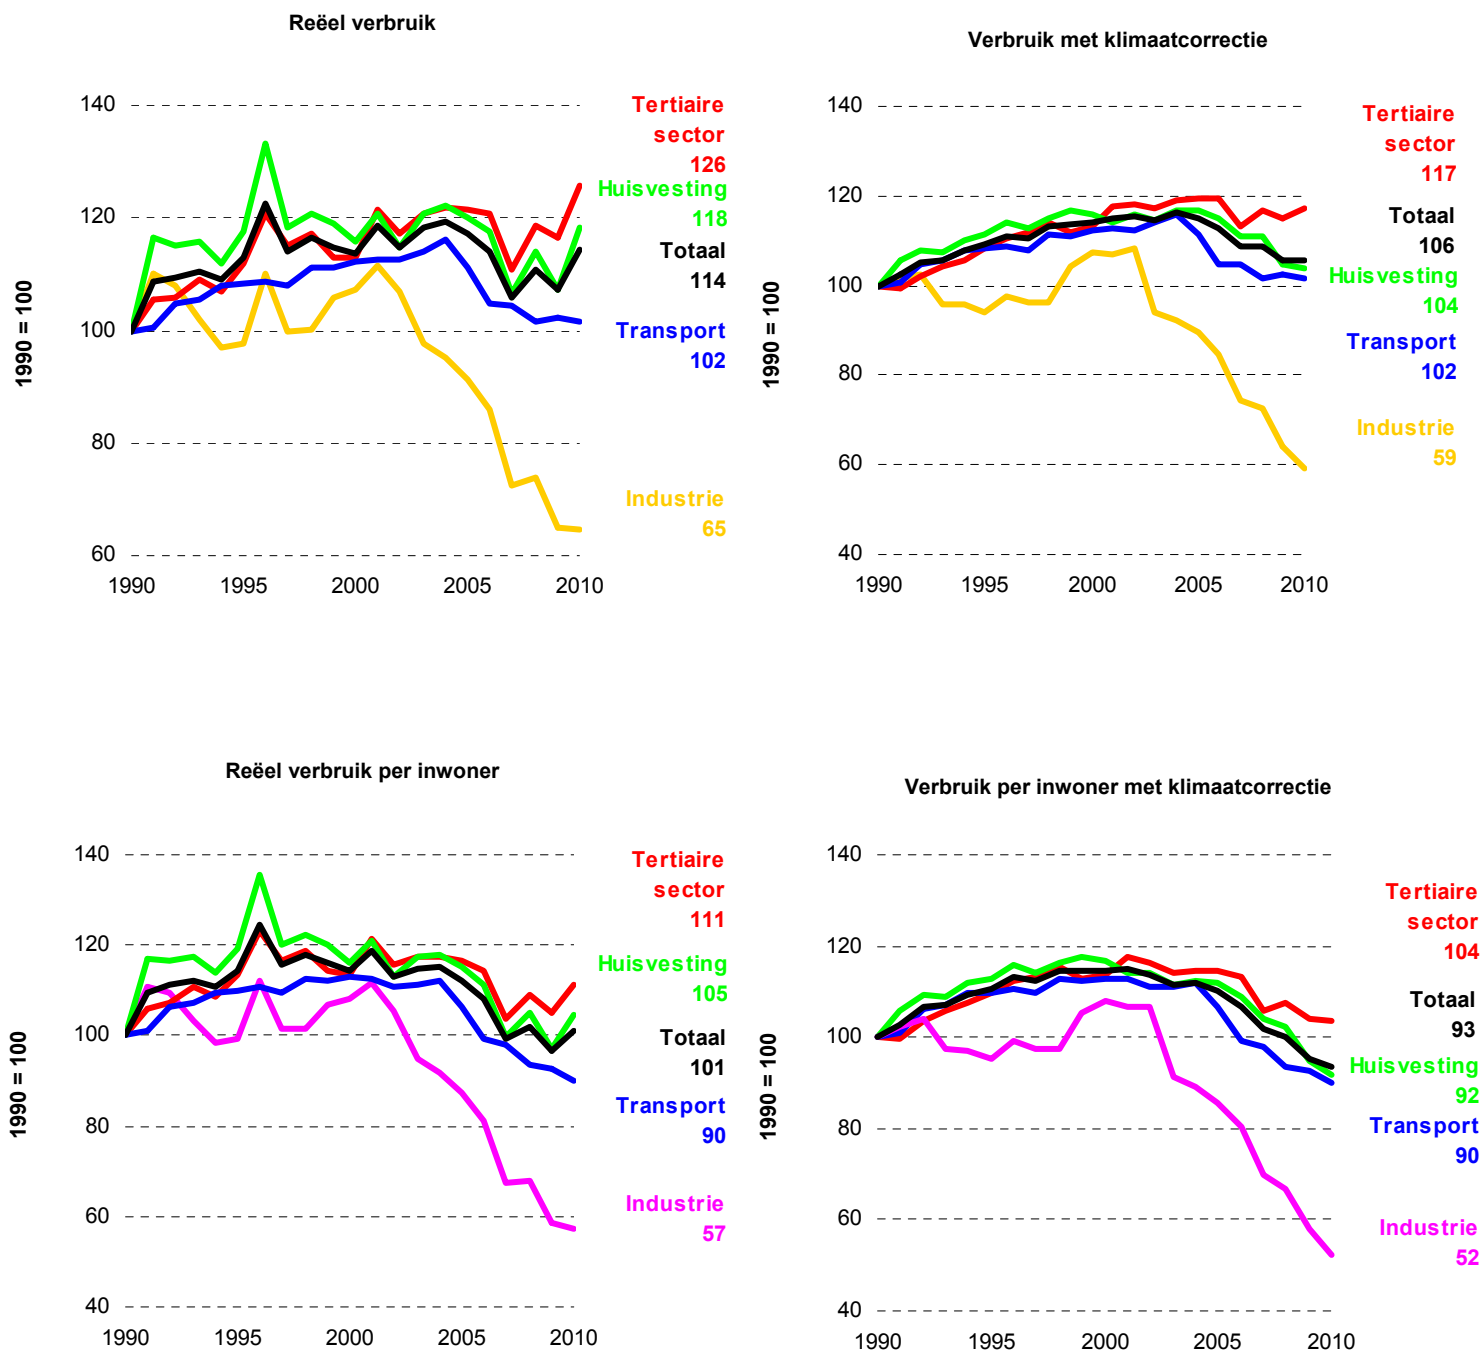 Reëel verbruik
1990 = 100
140
120
100
80
60
1990
1995
2000
2005
2010
Tertiaire
sector
126
Huisvesting
118
Totaal
114
Transport
102
Industrie
65
Verbruik met klimaatcorrectie
1990 = 100
140
120
100
80
60
40
1990
1995
2000
2005
2010
Tertiaire
sector
117
Totaal
106
Huisvesting
104
Transport
102
Industrie
59
Reëel verbruik per inwoner
1990 = 100
140
120
100
80
60
40
1990
1995
2000
2005
2010
Tertiaire
sector
111
Huisvesting
105
Totaal
101
Transport
90
Industrie
57
Verbruik per inwoner met klimaatcorrectie
1990 = 100
140
120
100
80
60
40
1990
1995
2000
2005
2010
Tertiaire
sector
104
Totaal
93
Huisvesting
92
Transport
90
Industrie
52